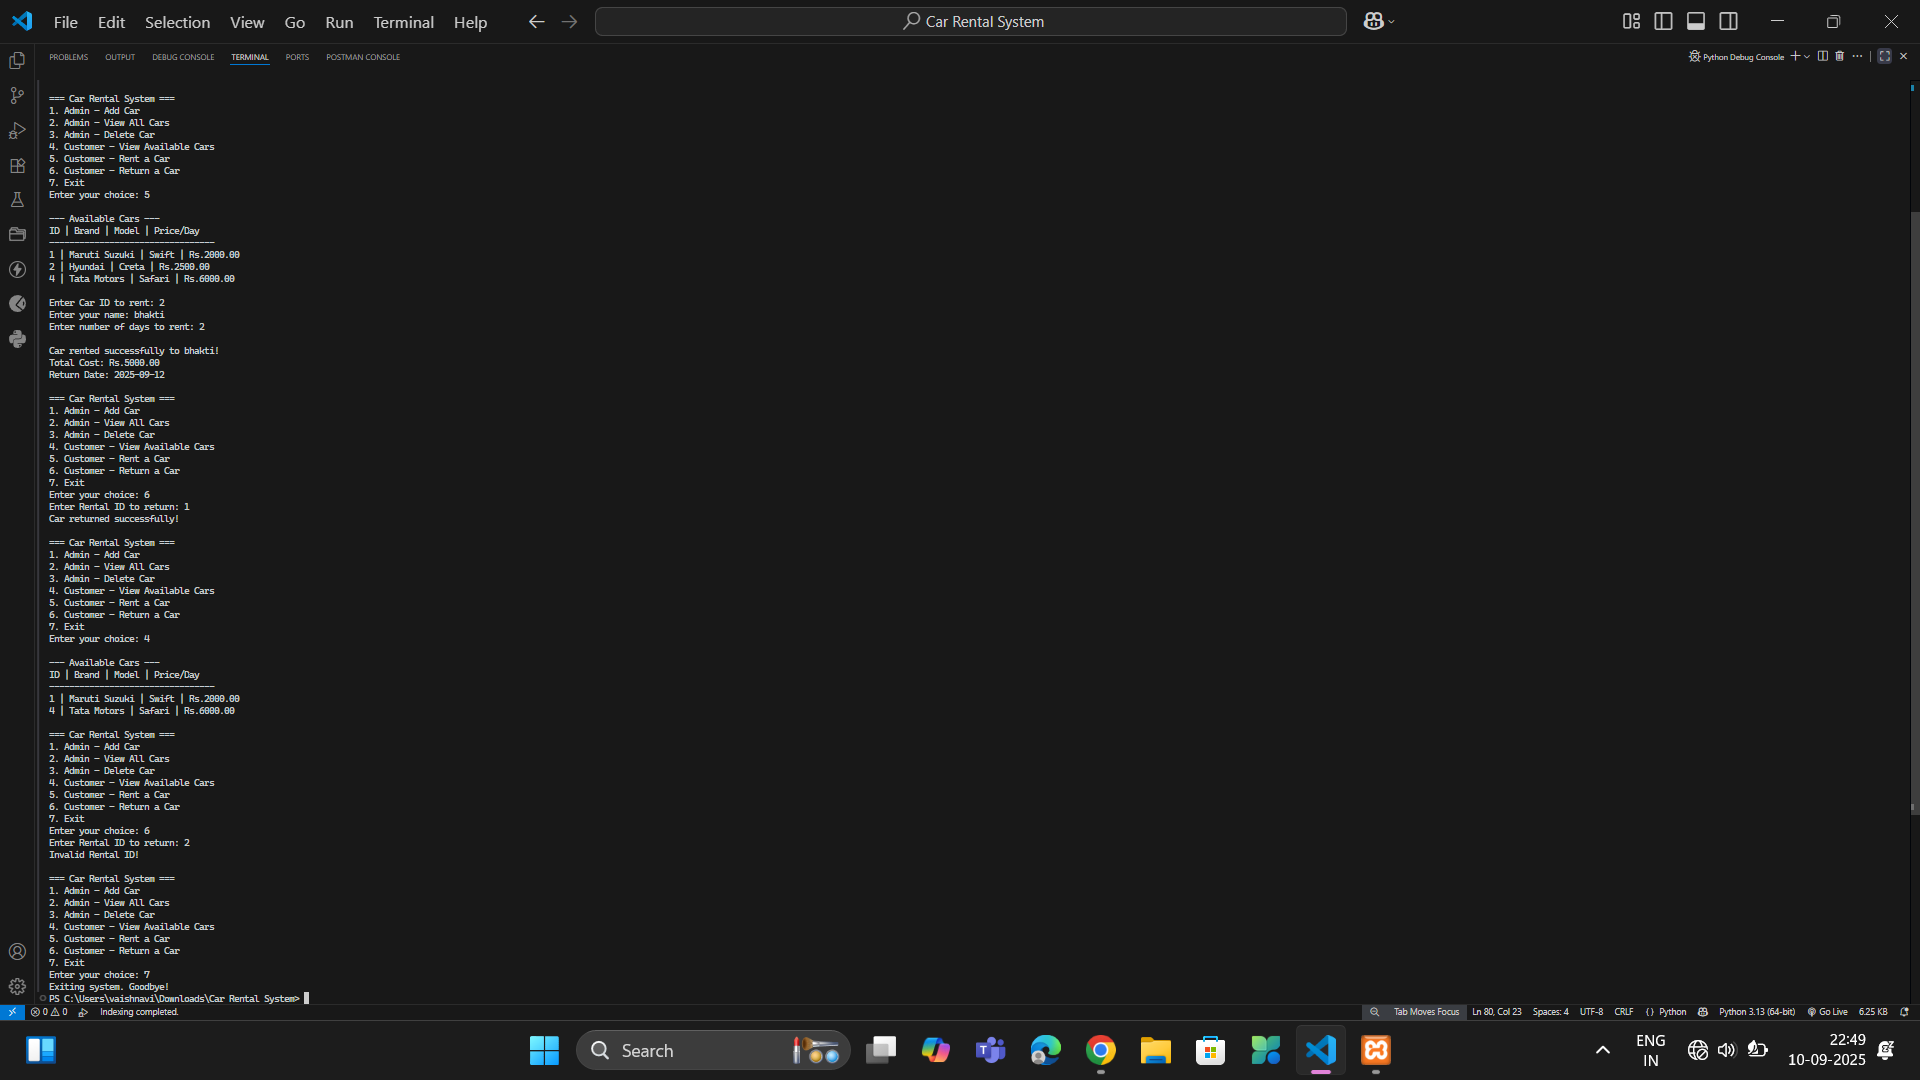 File Edit Selection View Go Run Terminal Help
Car Rental System
PROBLEMS OUTPUT DEBUG CONSOLE TERMINAL PORTS POSTMAN CONSOLE
Python Debug Console
=== Car Rental System ===
1. Admin - Add Car
2. Admin - View All Cars
3. Admin - Delete Car
4. Customer - View Available Cars
5. Customer - Rent a Car
6. Customer - Return a Car
7. Exit
Enter your choice: 5
--- Available Cars ---
ID | Brand | Model | Price/Day
---------------------------------
1 | Maruti Suzuki | Swift | Rs.2000.00
2 | Hyundai | Creta | Rs.2500.00
4 | Tata Motors | Safari | Rs.6000.00
Enter Car ID to rent: 2
Enter your name: bhakti
Enter number of days to rent: 2
Car rented successfully to bhakti!
Total Cost: Rs.5000.00
Return Date: 2025-09-12
=== Car Rental System ===
1. Admin - Add Car
2. Admin - View All Cars
3. Admin - Delete Car
4. Customer - View Available Cars
5. Customer - Rent a Car
6. Customer - Return a Car
7. Exit
Enter your choice: 6
Enter Rental ID to return: 1
Car returned successfully!
=== Car Rental System ===
1. Admin - Add Car
2. Admin - View All Cars
3. Admin - Delete Car
4. Customer - View Available Cars
5. Customer - Rent a Car
6. Customer - Return a Car
7. Exit
Enter your choice: 4
--- Available Cars ---
ID | Brand | Model | Price/Day
---------------------------------
1 | Maruti Suzuki | Swift | Rs.2000.00
4 | Tata Motors | Safari | Rs.6000.00
=== Car Rental System ===
1. Admin - Add Car
2. Admin - View All Cars
3. Admin - Delete Car
4. Customer - View Available Cars
5. Customer - Rent a Car
6. Customer - Return a Car
7. Exit
Enter your choice: 6
Enter Rental ID to return: 2
Invalid Rental ID!
=== Car Rental System ===
1. Admin - Add Car
2. Admin - View All Cars
3. Admin - Delete Car
4. Customer - View Available Cars
5. Customer - Rent a Car
6. Customer - Return a Car
7. Exit
Enter your choice: 7
Exiting system. Goodbye!
PS C:\Users\vaishnavi\Downloads\Car Rental System>
0 0 Indexing completed. Tab Moves Focus Ln 80, Col 23 Spaces: 4 UTF-8 CRLF {} Python Python 3.13 (64-bit) Go Live 6.25 KB
Search
ENG
IN
22:49
10-09-2025